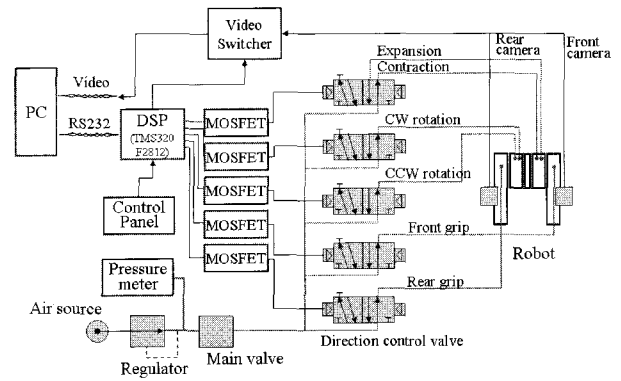 Video
Switcher
Rear
camera
Front
camera
Expansion
Contraction
Video
PC
RS232
DSP
(TMS320
F2812)
MOSFET
MOSFET
MOSFET
MOSFET
MOSFET
CW rotation
CCW rotation
Control
Panel
Front grip
Robot
Pressure
meter
Rear grip
Air source
Regulator
Main valve
Direction control valve